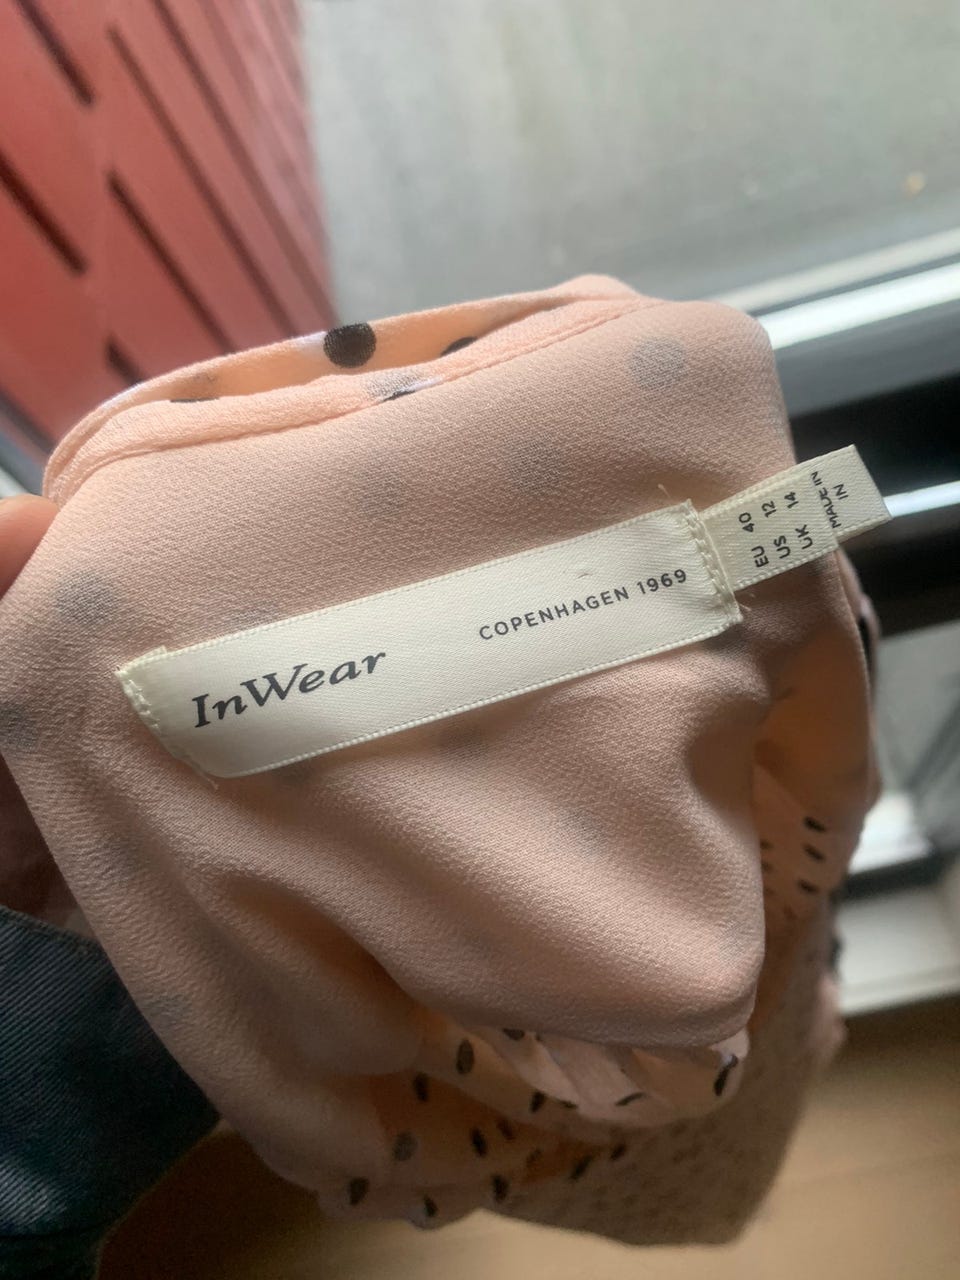 InWear
COPENHAGEN 1969
EU 40
US 12
UK 14
MADE IN
IN